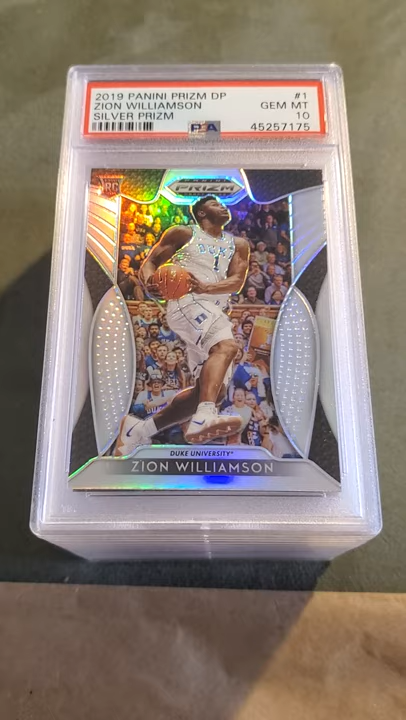 2019 PANINI PRIZM DP #1
ZION WILLIAMSON GEM MT
SILVER PRIZM 10
PSA 45257175
RC
PANINI
PRIZM
DUKE
1
DUKE UNIVERSITY®
ZION WILLIAMSON